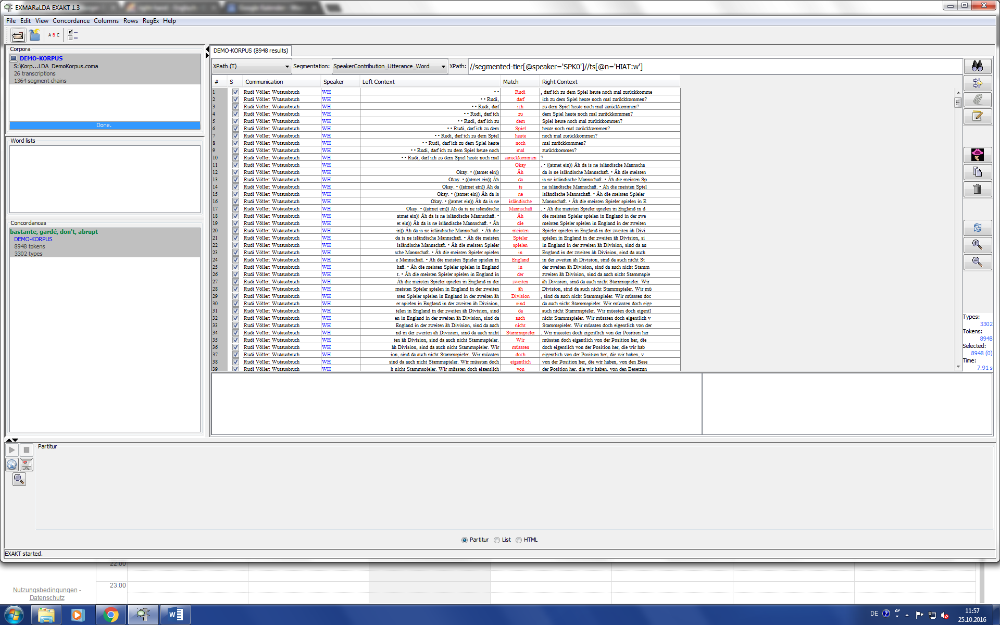 EXMARaLDA EXAKT 1.3
File Edit View Concordance Columns Rows RegEx Help
A B C
Corpora
DEMO-KORPUS
S:\Korp...LDA_DemoKorpus.coma
26 transcriptions
1364 segment chains
Done.
Word lists
Concordances
bastante, gardé, don't, abrupt
DEMO-KORPUS
8948 tokens
3302 types
DEMO-KORPUS (8948 results)
XPath (T) Segmentation: SpeakerContribution_Utterance_Word XPath: //segmented-tier[@speaker='SPK0']//ts[@n='HIAT:w']
# S Communication Speaker Left Context Match Right Context
1 Rudi Völler: Wutausbruch WH • • Rudi , darf ich zu dem Spiel heute noch mal zurückkomme
2 Rudi Völler: Wutausbruch WH • • Rudi, darf ich zu dem Spiel heute noch mal zurückkommen?
3 Rudi Völler: Wutausbruch WH • • Rudi, darf ich zu dem Spiel heute noch mal zurückkommen?
4 Rudi Völler: Wutausbruch WH • • Rudi, darf ich zu dem Spiel heute noch mal zurückkommen?
5 Rudi Völler: Wutausbruch WH • • Rudi, darf ich zu dem Spiel heute noch mal zurückkommen?
6 Rudi Völler: Wutausbruch WH • • Rudi, darf ich zu dem Spiel heute noch mal zurückkommen?
7 Rudi Völler: Wutausbruch WH • • Rudi, darf ich zu dem Spiel heute noch mal zurückkommen?
8 Rudi Völler: Wutausbruch WH • • Rudi, darf ich zu dem Spiel heute noch mal zurückkommen?
9 Rudi Völler: Wutausbruch WH • • Rudi, darf ich zu dem Spiel heute noch mal zurückkommen?
10 Rudi Völler: Wutausbruch WH • • Rudi, darf ich zu dem Spiel heute noch mal zurückkommen ?
11 Rudi Völler: Wutausbruch WH Okay . • ((atmet ein)) Äh da is ne isländische Mannscha
12 Rudi Völler: Wutausbruch WH Okay. • ((atmet ein)) Äh da is ne isländische Mannschaft. • Äh die meisten
13 Rudi Völler: Wutausbruch WH Okay. • ((atmet ein)) Äh da is ne isländische Mannschaft. • Äh die meisten Sp
14 Rudi Völler: Wutausbruch WH Okay. • ((atmet ein)) Äh da is ne isländische Mannschaft. • Äh die meisten Spiel
15 Rudi Völler: Wutausbruch WH Okay. • ((atmet ein)) Äh da is ne isländische Mannschaft. • Äh die meisten Spieler
16 Rudi Völler: Wutausbruch WH Okay. • ((atmet ein)) Äh da is ne isländische Mannschaft. • Äh die meisten Spieler spielen in E
17 Rudi Völler: Wutausbruch WH Okay. • ((atmet ein)) Äh da is ne isländische Mannschaft . • Äh die meisten Spieler spielen in England in d
18 Rudi Völler: Wutausbruch WH atmet ein)) Äh da is ne isländische Mannschaft. • Äh die meisten Spieler spielen in England in der zwe
19 Rudi Völler: Wutausbruch WH et ein)) Äh da is ne isländische Mannschaft. • Äh die meisten Spieler spielen in England in der zweiten
20 Rudi Völler: Wutausbruch WH in)) Äh da is ne isländische Mannschaft. • Äh die meisten Spieler spielen in England in der zweiten äh Divi
21 Rudi Völler: Wutausbruch WH da is ne isländische Mannschaft. • Äh die meisten Spieler spielen in England in der zweiten äh Division, si
22 Rudi Völler: Wutausbruch WH isländische Mannschaft. • Äh die meisten Spieler spielen in England in der zweiten äh Division, sind da au
23 Rudi Völler: Wutausbruch WH sche Mannschaft. • Äh die meisten Spieler spielen in England in der zweiten äh Division, sind da auch
24 Rudi Völler: Wutausbruch WH e Mannschaft. • Äh die meisten Spieler spielen in England in der zweiten äh Division, sind da auch nicht St
25 Rudi Völler: Wutausbruch WH haft. • Äh die meisten Spieler spielen in England in der zweiten äh Division, sind da auch nicht Stamm
26 Rudi Völler: Wutausbruch WH t. • Äh die meisten Spieler spielen in England in der zweiten äh Division, sind da auch nicht Stammspie
27 Rudi Völler: Wutausbruch WH Äh die meisten Spieler spielen in England in der zweiten äh Division, sind da auch nicht Stammspieler. Wir
28 Rudi Völler: Wutausbruch WH meisten Spieler spielen in England in der zweiten äh Division, sind da auch nicht Stammspieler. Wir mü
29 Rudi Völler: Wutausbruch WH sten Spieler spielen in England in der zweiten äh Division , sind da auch nicht Stammspieler. Wir müssten doc
30 Rudi Völler: Wutausbruch WH er spielen in England in der zweiten äh Division, sind da auch nicht Stammspieler. Wir müssten doch eige
31 Rudi Völler: Wutausbruch WH ielen in England in der zweiten äh Division, sind da auch nicht Stammspieler. Wir müssten doch eigentl
32 Rudi Völler: Wutausbruch WH en in England in der zweiten äh Division, sind da auch nicht Stammspieler. Wir müssten doch eigentlich v
33 Rudi Völler: Wutausbruch WH England in der zweiten äh Division, sind da auch nicht Stammspieler. Wir müssten doch eigentlich von der
34 Rudi Völler: Wutausbruch WH nd in der zweiten äh Division, sind da auch nicht Stammspieler . Wir müssten doch eigentlich von der Position her
35 Rudi Völler: Wutausbruch WH ten äh Division, sind da auch nicht Stammspieler. Wir müssten doch eigentlich von der Position her, die
36 Rudi Völler: Wutausbruch WH äh Division, sind da auch nicht Stammspieler. Wir müssten doch eigentlich von der Position her, die wir hab
37 Rudi Völler: Wutausbruch WH ion, sind da auch nicht Stammspieler. Wir müssten doch eigentlich von der Position her, die wir haben, v
38 Rudi Völler: Wutausbruch WH sind da auch nicht Stammspieler. Wir müssten doch eigentlich von der Position her, die wir haben, von den Bese
39 Rudi Völler: Wutausbruch WH h nicht Stammspieler. Wir müssten doch eigentlich von der Position her, die wir haben, von den Besetzun
Types:
3302
Tokens:
8948
Selected:
8948 (0)
Time:
7.91 s
Partitur
Partitur List HTML
EXAKT started.
22:00
23:00
Nutzungsbedingungen -
Datenschutz
DE
11:57
25.10.2016